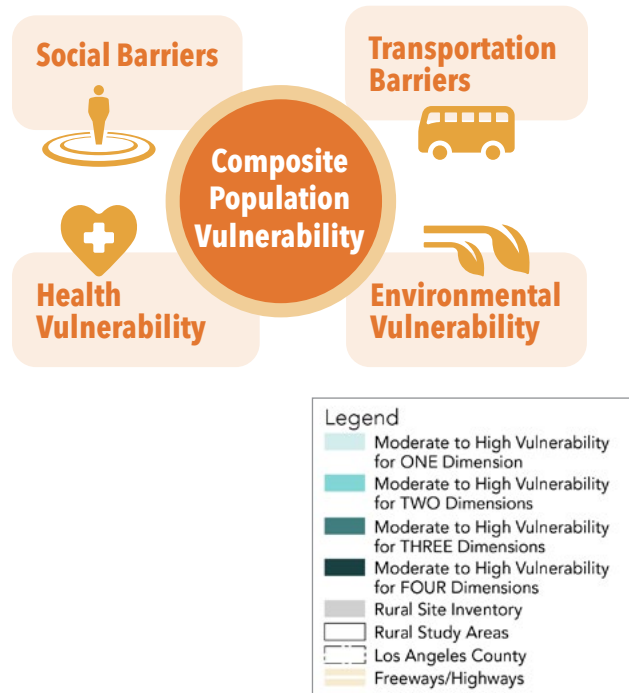 Social Barriers
Transportation
Barriers
Composite
Population
Vulnerability
Health
Vulnerability
Environmental
Vulnerability
Legend
Moderate to High Vulnerability
for ONE Dimension
Moderate to High Vulnerability
for TWO Dimensions
Moderate to High Vulnerability
for THREE Dimensions
Moderate to High Vulnerability
for FOUR Dimensions
Rural Site Inventory
Rural Study Areas
Los Angeles County
Freeways/Highways